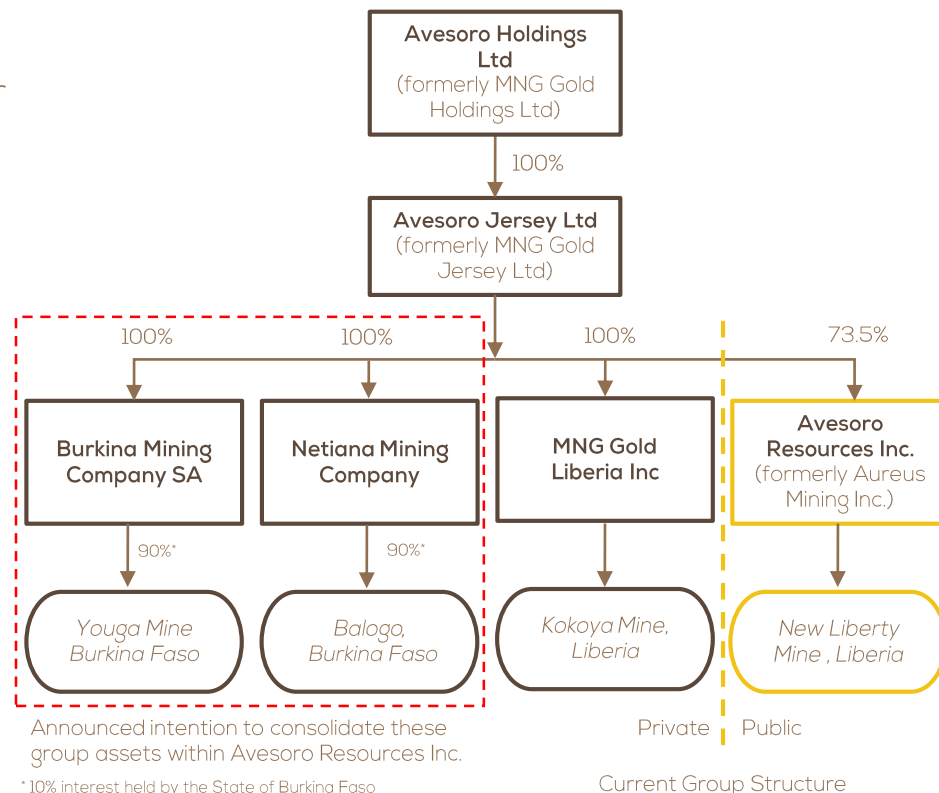 Avesoro Holdings
Ltd
(formerly MNG Gold
Holdings Ltd)
100%
Avesoro Jersey Ltd
(formerly MNG Gold
Jersey Ltd)
100%
100%
100%
73.5%
Burkina Mining
Company SA
Netiana Mining
Company
MNG Gold
Liberia Inc
Avesoro
Resources Inc.
(formerly Aureus
Mining Inc.)
90%*
90%*
Youga Mine
Burkina Faso
Balogo,
Burkina Faso
Kokoya Mine,
Liberia
New Liberty
Mine , Liberia
Announced intention to consolidate these
group assets within Avesoro Resources Inc.
Private
Public
* 10% interest held by the State of Burkina Faso
Current Group Structure